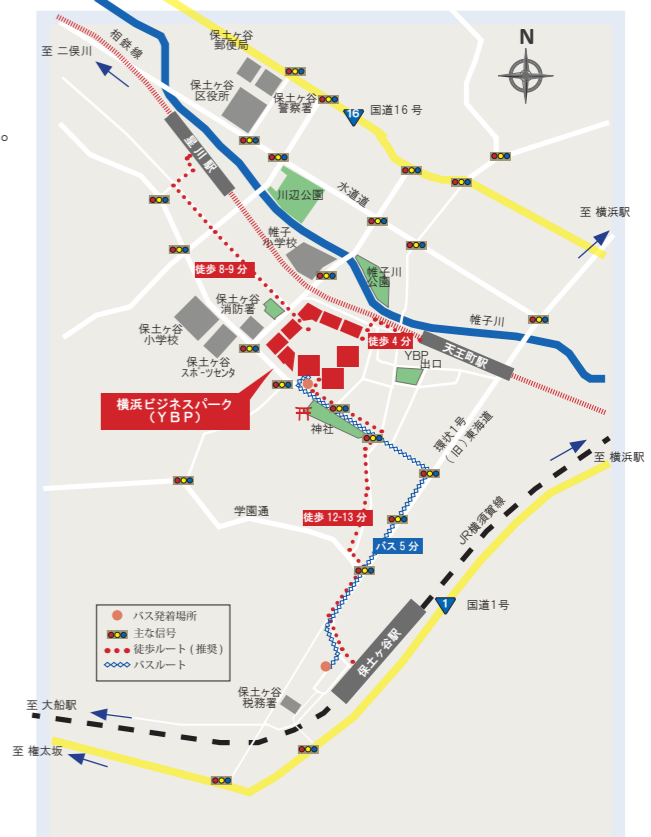 相鉄線
至 二俣川
。
保土ヶ谷
郵便局
N
保土ヶ谷
区役所
保土ヶ谷
警察署
16
国道16号
星川駅
川辺公園
水道道
至 横浜駅
帷子
小学校
徒歩 8-9 分
帷子川
公園
帷子川
保土ヶ谷
消防署
保土ヶ谷
小学校
保土ヶ谷
スポーツセンタ
徒歩 4 分
天王町駅
YBP
出口
横浜ビジネスパーク
(YBP)
神社
環状1号
(旧)東海道
至 横浜駅
学園通
徒歩 12-13 分
バス 5 分
JR横須賀線
1
国道1号
バス発着場所
主な信号
徒歩ルート(推奨)
バスルート
保土ヶ谷駅
保土ヶ谷
税務署
至 大船駅
至 権太坂